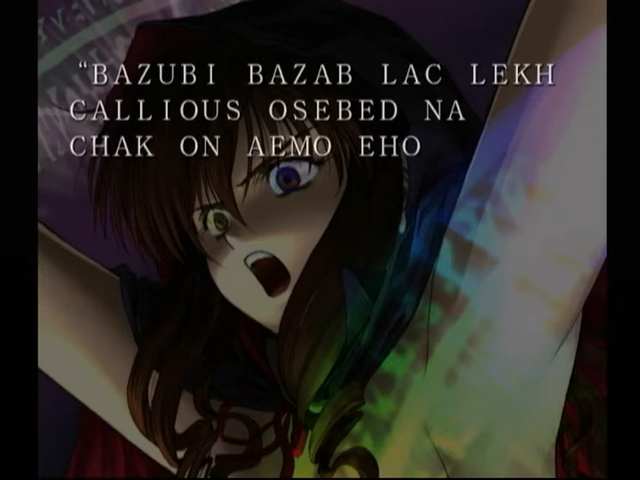 “BAZUBI BAZAB LAC LEKH
CALLIOUS OSEBED NA
CHAK ON AEMO EHO